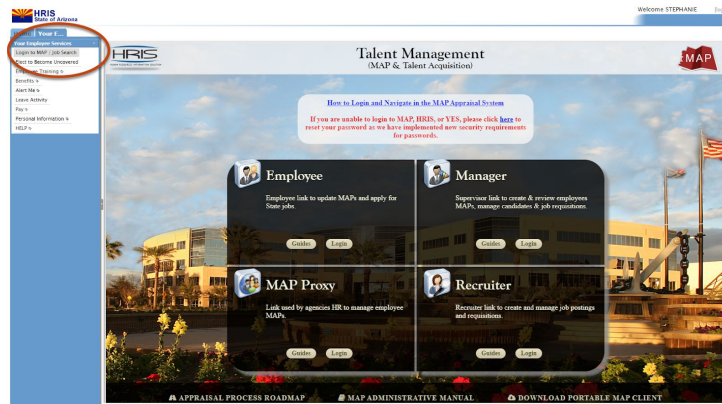 HRIS
State of Arizona
Welcome STEPHANIE
Your E...
Your Employee Services
Login to MAP / Job Search
Elect to Become Uncovered
Employee Training
Benefits
Alert Me
Leave Activity
Pay
Personal Information
HELP
HRIS
Talent Management
(MAP & Talent Acquisition)
MAP
How to Login and Navigate in the MAP Appraisal System
If you are unable to login to MAP, HRIS, or YES, please click here to
reset your password as we have implemented new security requirements
for passwords.
Employee
Employee link to update MAPs and apply for
State jobs.
Guides Login
Manager
Supervisor link to create & review employees
MAPs, manage candidates & job requisitions.
Guides Login
MAP Proxy
Link used by agencies HR to manage employee
MAPs.
Guides Login
Recruiter
Recruiter link to create and manage job postings
and requisitions.
Guides Login
APPRAISAL PROCESS ROADMAP
MAP ADMINISTRATIVE MANUAL
DOWNLOAD PORTABLE MAP CLIENT